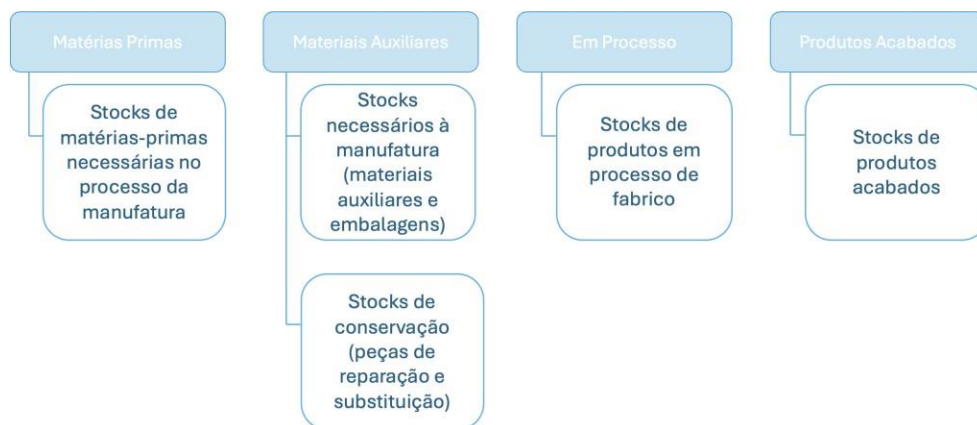 Matérias Primas
Stocks de
matérias-primas
necessárias no
processo da
manufatura
Materiais Auxiliares
Stocks
necessários à
manufatura
(materiais
auxiliares e
embalagens)
Stocks de
conservação
(peças de
reparação e
substituição)
Em Processo
Stocks de
produtos em
processo de
fabrico
Produtos Acabados
Stocks de
produtos
acabados